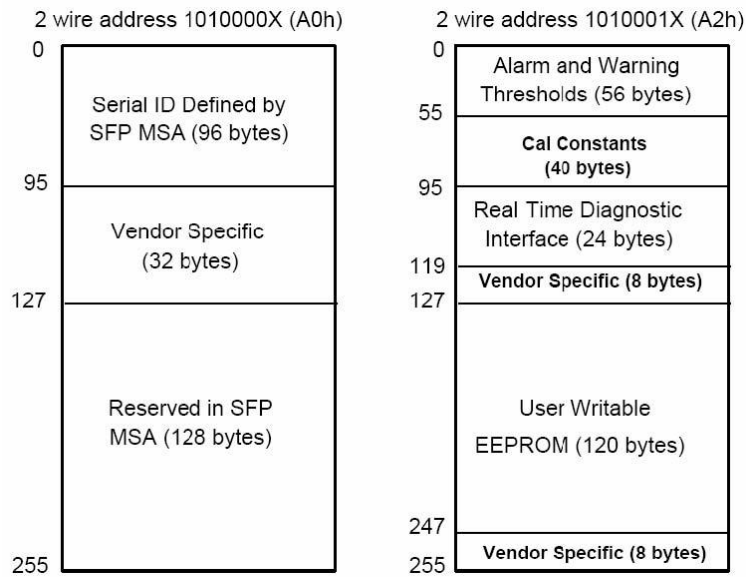 2 wire address 1010000X (A0h)
0
Serial ID Defined by
SFP MSA (96 bytes)
95
Vendor Specific
(32 bytes)
127
Reserved in SFP
MSA (128 bytes)
255
2 wire address 1010001X (A2h)
0
Alarm and Warning
Thresholds (56 bytes)
55
Cal Constants
(40 bytes)
95
Real Time Diagnostic
Interface (24 bytes)
119
Vendor Specific (8 bytes)
127
User Writable
EEPROM (120 bytes)
247
Vendor Specific (8 bytes)
255